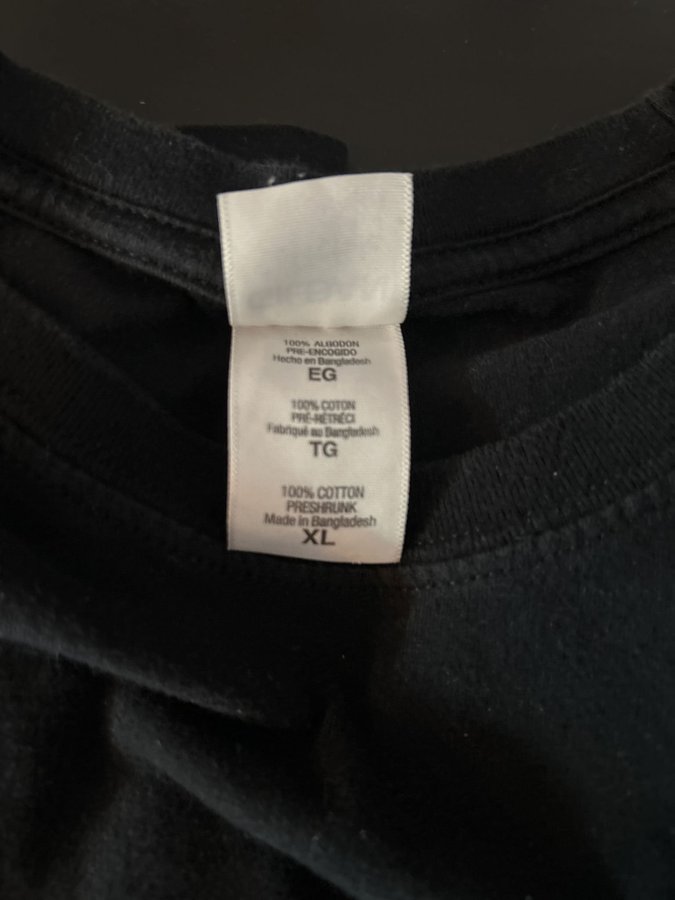 100% ALGODON
PRE-ENCOGIDO
Hecho en Bangladesh
EG
100% COTON
PRÉ-RÉTRÉCI
Fabriqué au Bangladesh
TG
100% COTTON
PRESHRUNK
Made in Bangladesh
XL